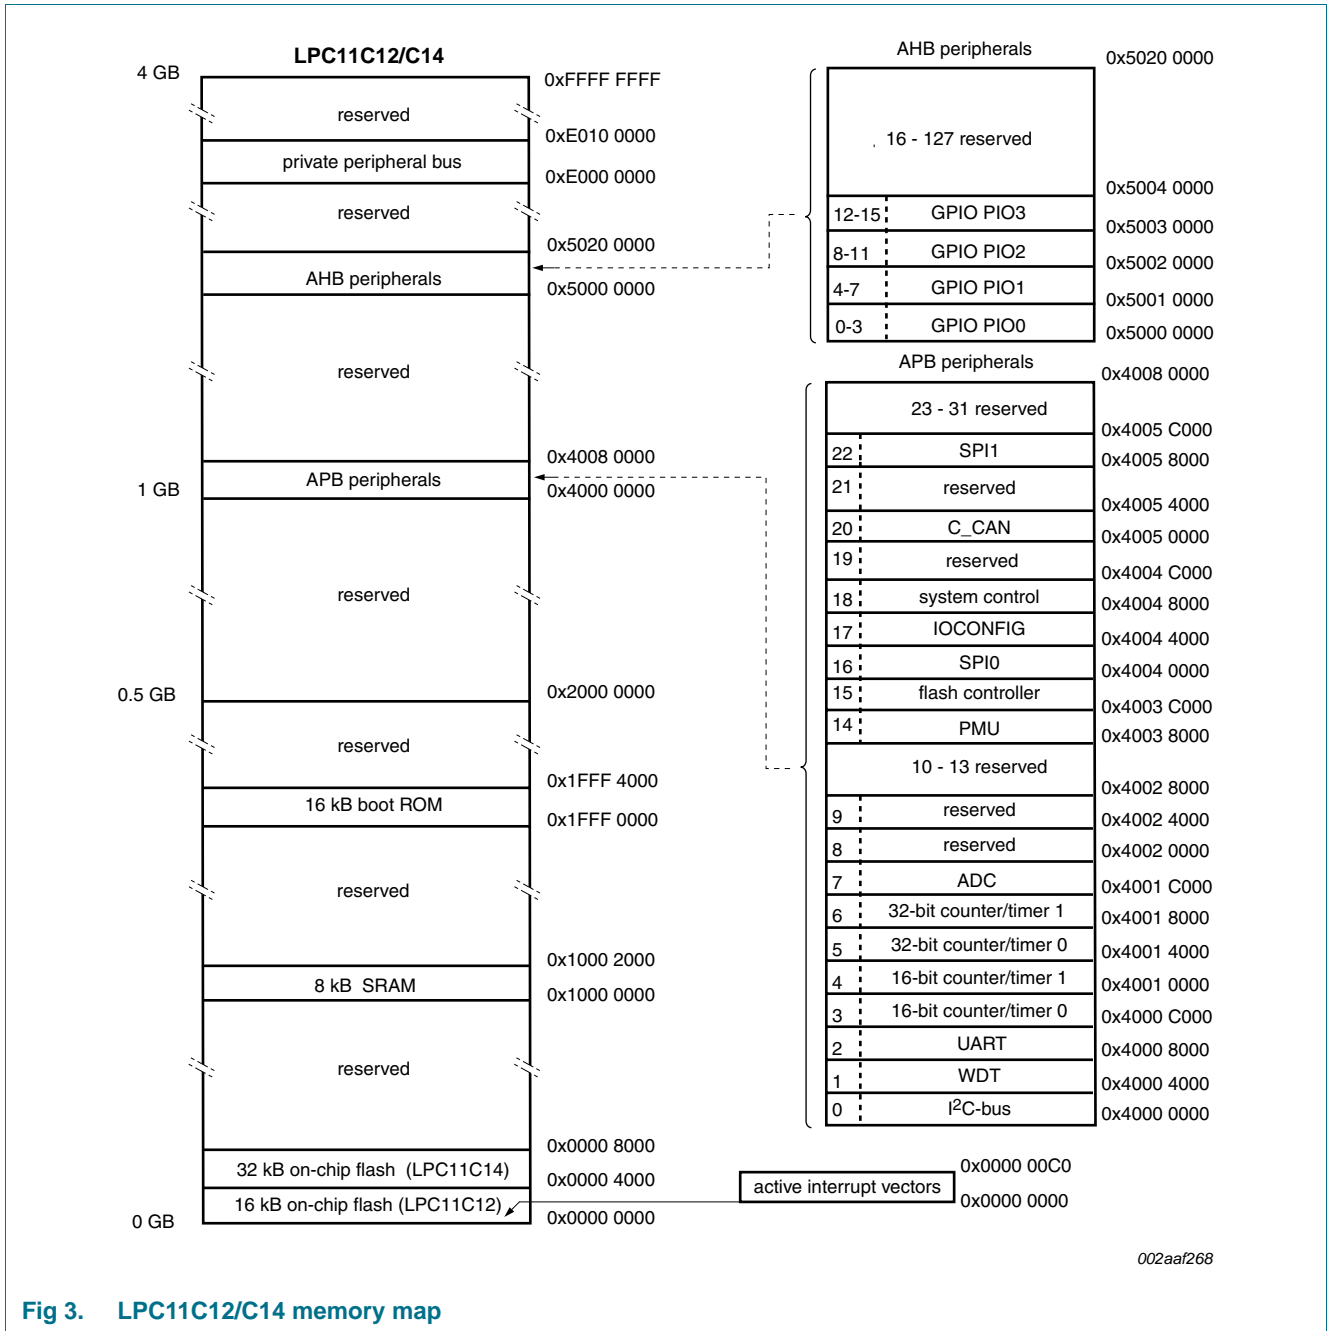 LPC11C12/C14
4 GB
0xFFFF FFFF
reserved
0xE010 0000
private peripheral bus
0xE000 0000
reserved
0x5020 0000
AHB peripherals
0x5000 0000
reserved
0x4008 0000
APB peripherals
1 GB
0x4000 0000
reserved
0.5 GB
0x2000 0000
reserved
0x1FFF 4000
16 kB boot ROM
0x1FFF 0000
reserved
0x1000 2000
8 kB SRAM
0x1000 0000
reserved
0x0000 8000
32 kB on-chip flash (LPC11C14)
0x0000 4000
16 kB on-chip flash (LPC11C12)
0 GB
0x0000 0000
AHB peripherals
0x5020 0000
16 - 127 reserved
0x5004 0000
12-15 GPIO PIO3
0x5003 0000
8-11 GPIO PIO2
0x5002 0000
4-7 GPIO PIO1
0x5001 0000
0-3 GPIO PIO0
0x5000 0000
APB peripherals
0x4008 0000
23 - 31 reserved
0x4005 C000
22 SPI1
0x4005 8000
21 reserved
0x4005 4000
20 C_CAN
0x4005 0000
19 reserved
0x4004 C000
18 system control
0x4004 8000
17 IOCONFIG
0x4004 4000
16 SPI0
0x4004 0000
15 flash controller
0x4003 C000
14 PMU
0x4003 8000
10 - 13 reserved
0x4002 8000
9 reserved
0x4002 4000
8 reserved
0x4002 0000
7 ADC
0x4001 C000
6 32-bit counter/timer 1
0x4001 8000
5 32-bit counter/timer 0
0x4001 4000
4 16-bit counter/timer 1
0x4001 0000
3 16-bit counter/timer 0
0x4000 C000
2 UART
0x4000 8000
1 WDT
0x4000 4000
0 I2C-bus
0x4000 0000
0x0000 00C0
active interrupt vectors
0x0000 0000
002aaf268
Fig 3. LPC11C12/C14 memory map